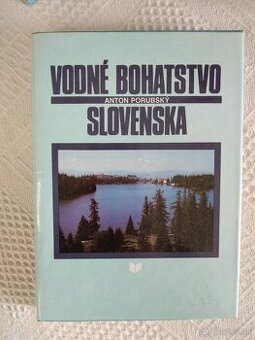 VODNÉ BOHATSTVO
ANTON PORUBSKÝ
SLOVENSKA